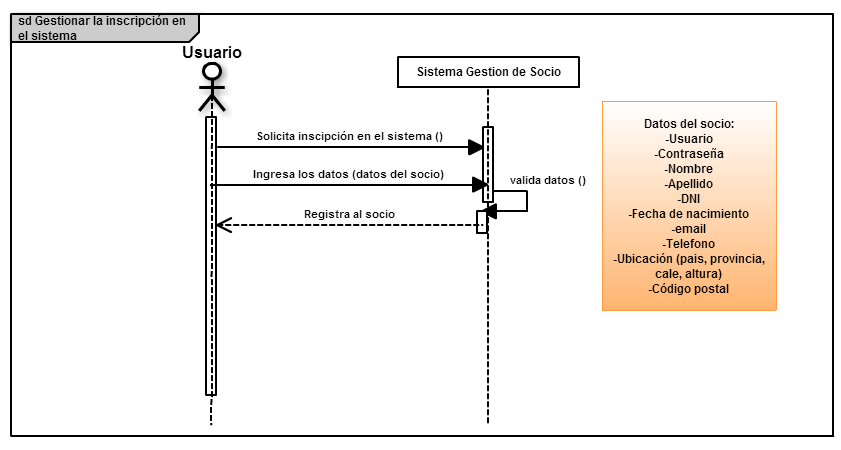 sd Gestionar la inscripción en
el sistema
Usuario
Sistema Gestion de Socio
Solicita inscipción en el sistema ()
Ingresa los datos (datos del socio)
valida datos ()
Registra al socio
Datos del socio:
-Usuario
-Contraseña
-Nombre
-Apellido
-DNI
-Fecha de nacimiento
-email
-Telefono
-Ubicación (pais, provincia,
cale, altura)
-Código postal